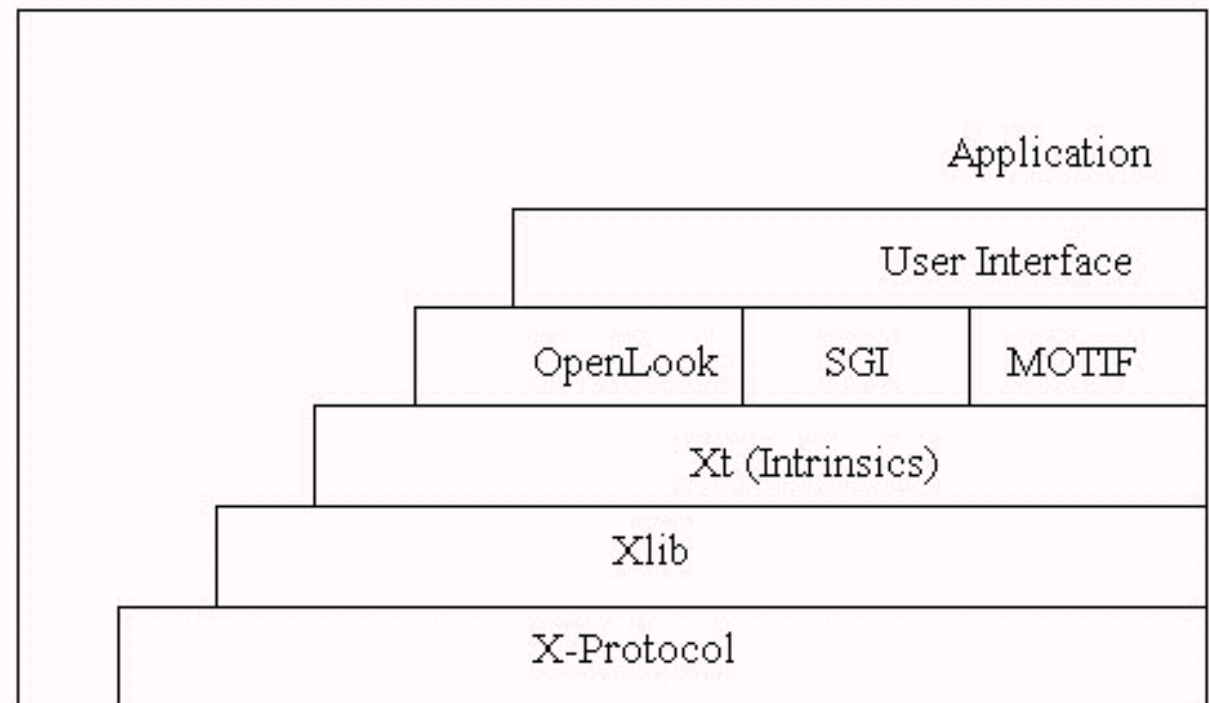 Application
User Interface
OpenLook
SGI
MOTIF
Xt (Intrinsics)
Xlib
X-Protocol